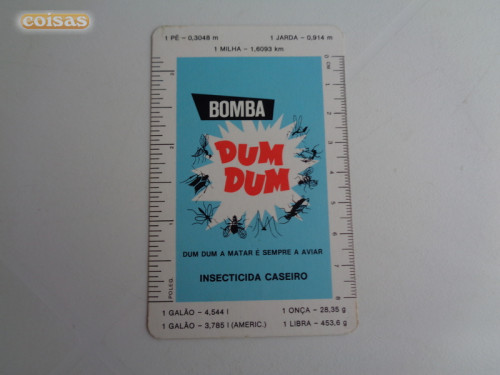 coisas
1 PÉ – 0,3048 m 1 JARDA – 0,914 m
1 MILHA – 1,6093 km
0 CM
BOMBA
DUM
DUM
DUM DUM A MATAR É SEMPRE A AVIAR
INSECTICIDA CASEIRO
POLEG.
1 GALÃO – 4,544 l 1 ONÇA – 28,35 g
1 GALÃO – 3,785 l (AMERIC.) 1 LIBRA – 453,6 g